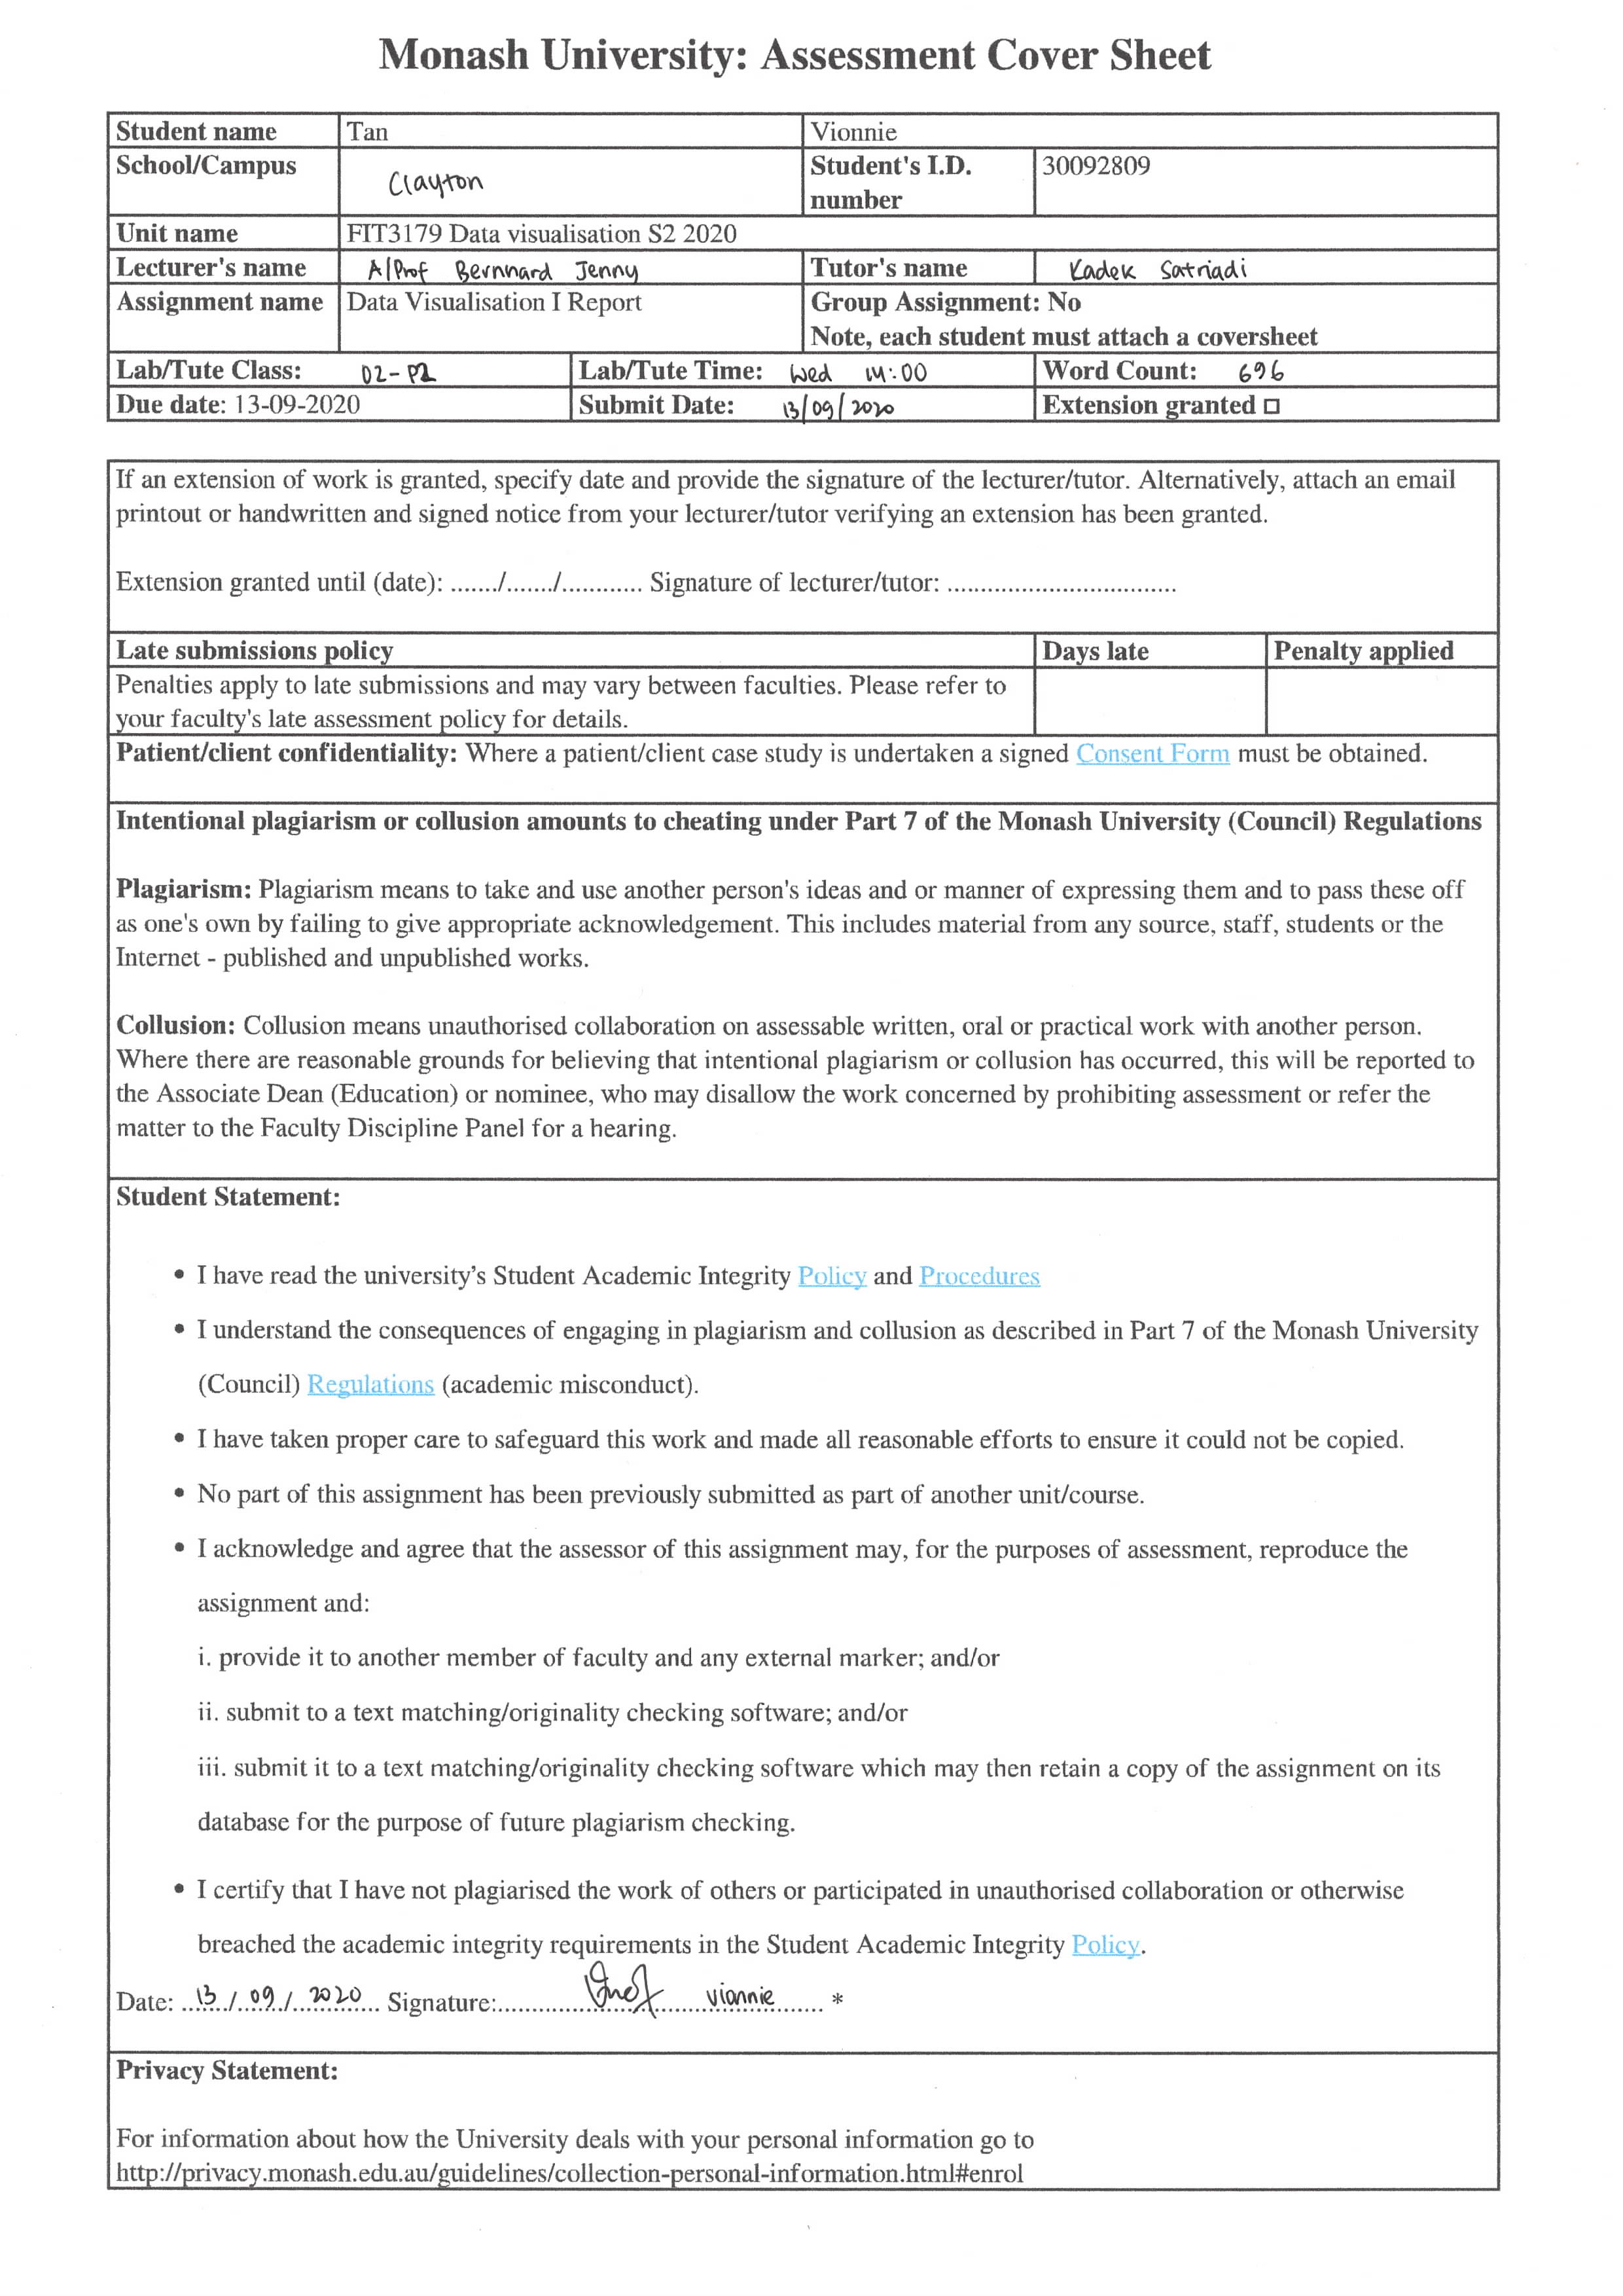 Monash University: Assessment Cover Sheet
Student name Tan Vionnie
School/Campus Clayton Student's I.D. number 30092809
Unit name FIT3179 Data visualisation S2 2020
Lecturer's name A/Prof Bernnard Jenny Tutor's name Kadek Satriadi
Assignment name Data Visualisation I Report Group Assignment: No
Note, each student must attach a coversheet
Lab/Tute Class: 02-P2 Lab/Tute Time: Wed 14:00 Word Count: 696
Due date: 13-09-2020 Submit Date: 13/09/2020 Extension granted □
If an extension of work is granted, specify date and provide the signature of the lecturer/tutor. Alternatively, attach an email
printout or handwritten and signed notice from your lecturer/tutor verifying an extension has been granted.
Extension granted until (date): ......./......./............ Signature of lecturer/tutor: ..................................
Late submissions policy Days late Penalty applied
Penalties apply to late submissions and may vary between faculties. Please refer to
your faculty's late assessment policy for details.
Patient/client confidentiality: Where a patient/client case study is undertaken a signed Consent Form must be obtained.
Intentional plagiarism or collusion amounts to cheating under Part 7 of the Monash University (Council) Regulations
Plagiarism: Plagiarism means to take and use another person's ideas and or manner of expressing them and to pass these off
as one's own by failing to give appropriate acknowledgement. This includes material from any source, staff, students or the
Internet - published and unpublished works.
Collusion: Collusion means unauthorised collaboration on assessable written, oral or practical work with another person.
Where there are reasonable grounds for believing that intentional plagiarism or collusion has occurred, this will be reported to
the Associate Dean (Education) or nominee, who may disallow the work concerned by prohibiting assessment or refer the
matter to the Faculty Discipline Panel for a hearing.
Student Statement:
• I have read the university's Student Academic Integrity Policy and Procedures
• I understand the consequences of engaging in plagiarism and collusion as described in Part 7 of the Monash University
(Council) Regulations (academic misconduct).
• I have taken proper care to safeguard this work and made all reasonable efforts to ensure it could not be copied.
• No part of this assignment has been previously submitted as part of another unit/course.
• I acknowledge and agree that the assessor of this assignment may, for the purposes of assessment, reproduce the
assignment and:
i. provide it to another member of faculty and any external marker; and/or
ii. submit to a text matching/originality checking software; and/or
iii. submit it to a text matching/originality checking software which may then retain a copy of the assignment on its
database for the purpose of future plagiarism checking.
• I certify that I have not plagiarised the work of others or participated in unauthorised collaboration or otherwise
breached the academic integrity requirements in the Student Academic Integrity Policy.
Date: 13/09/2020 Signature: Vionnie *
Privacy Statement:
For information about how the University deals with your personal information go to
http://privacy.monash.edu.au/guidelines/collection-personal-information.html#enrol